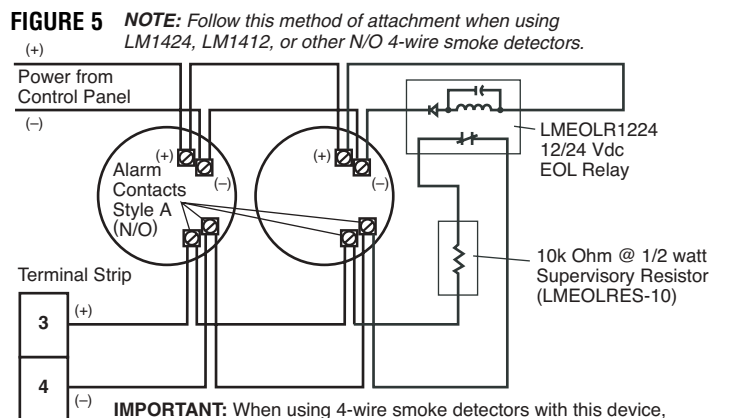 FIGURE 5
NOTE: Follow this method of attachment when using
LM1424, LM1412, or other N/O 4-wire smoke detectors.
(+)
Power from
Control Panel
(–)
(+)
(–)
(+)
(–)
Alarm
Contacts
Style A
(N/O)
LMEOLR1224
12/24 Vdc
EOL Relay
10k Ohm @ 1/2 watt
Supervisory Resistor
(LMEOLRES-10)
Terminal Strip
3
(+)
4
(–)
IMPORTANT: When using 4-wire smoke detectors with this device,